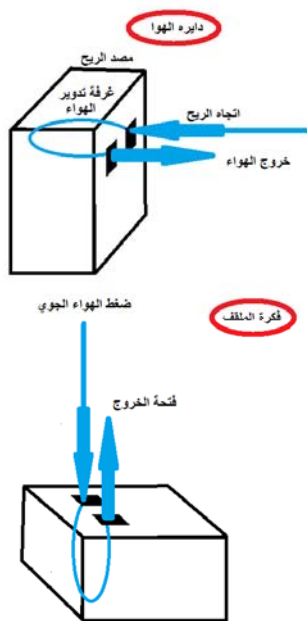 دايره الهوا
مصد الريح
غرفة تدوير
الهواء
اتجاه الريح
خروج الهواء
فكرة الملقف
ضغط الهواء الجوي
فتحة الخروج